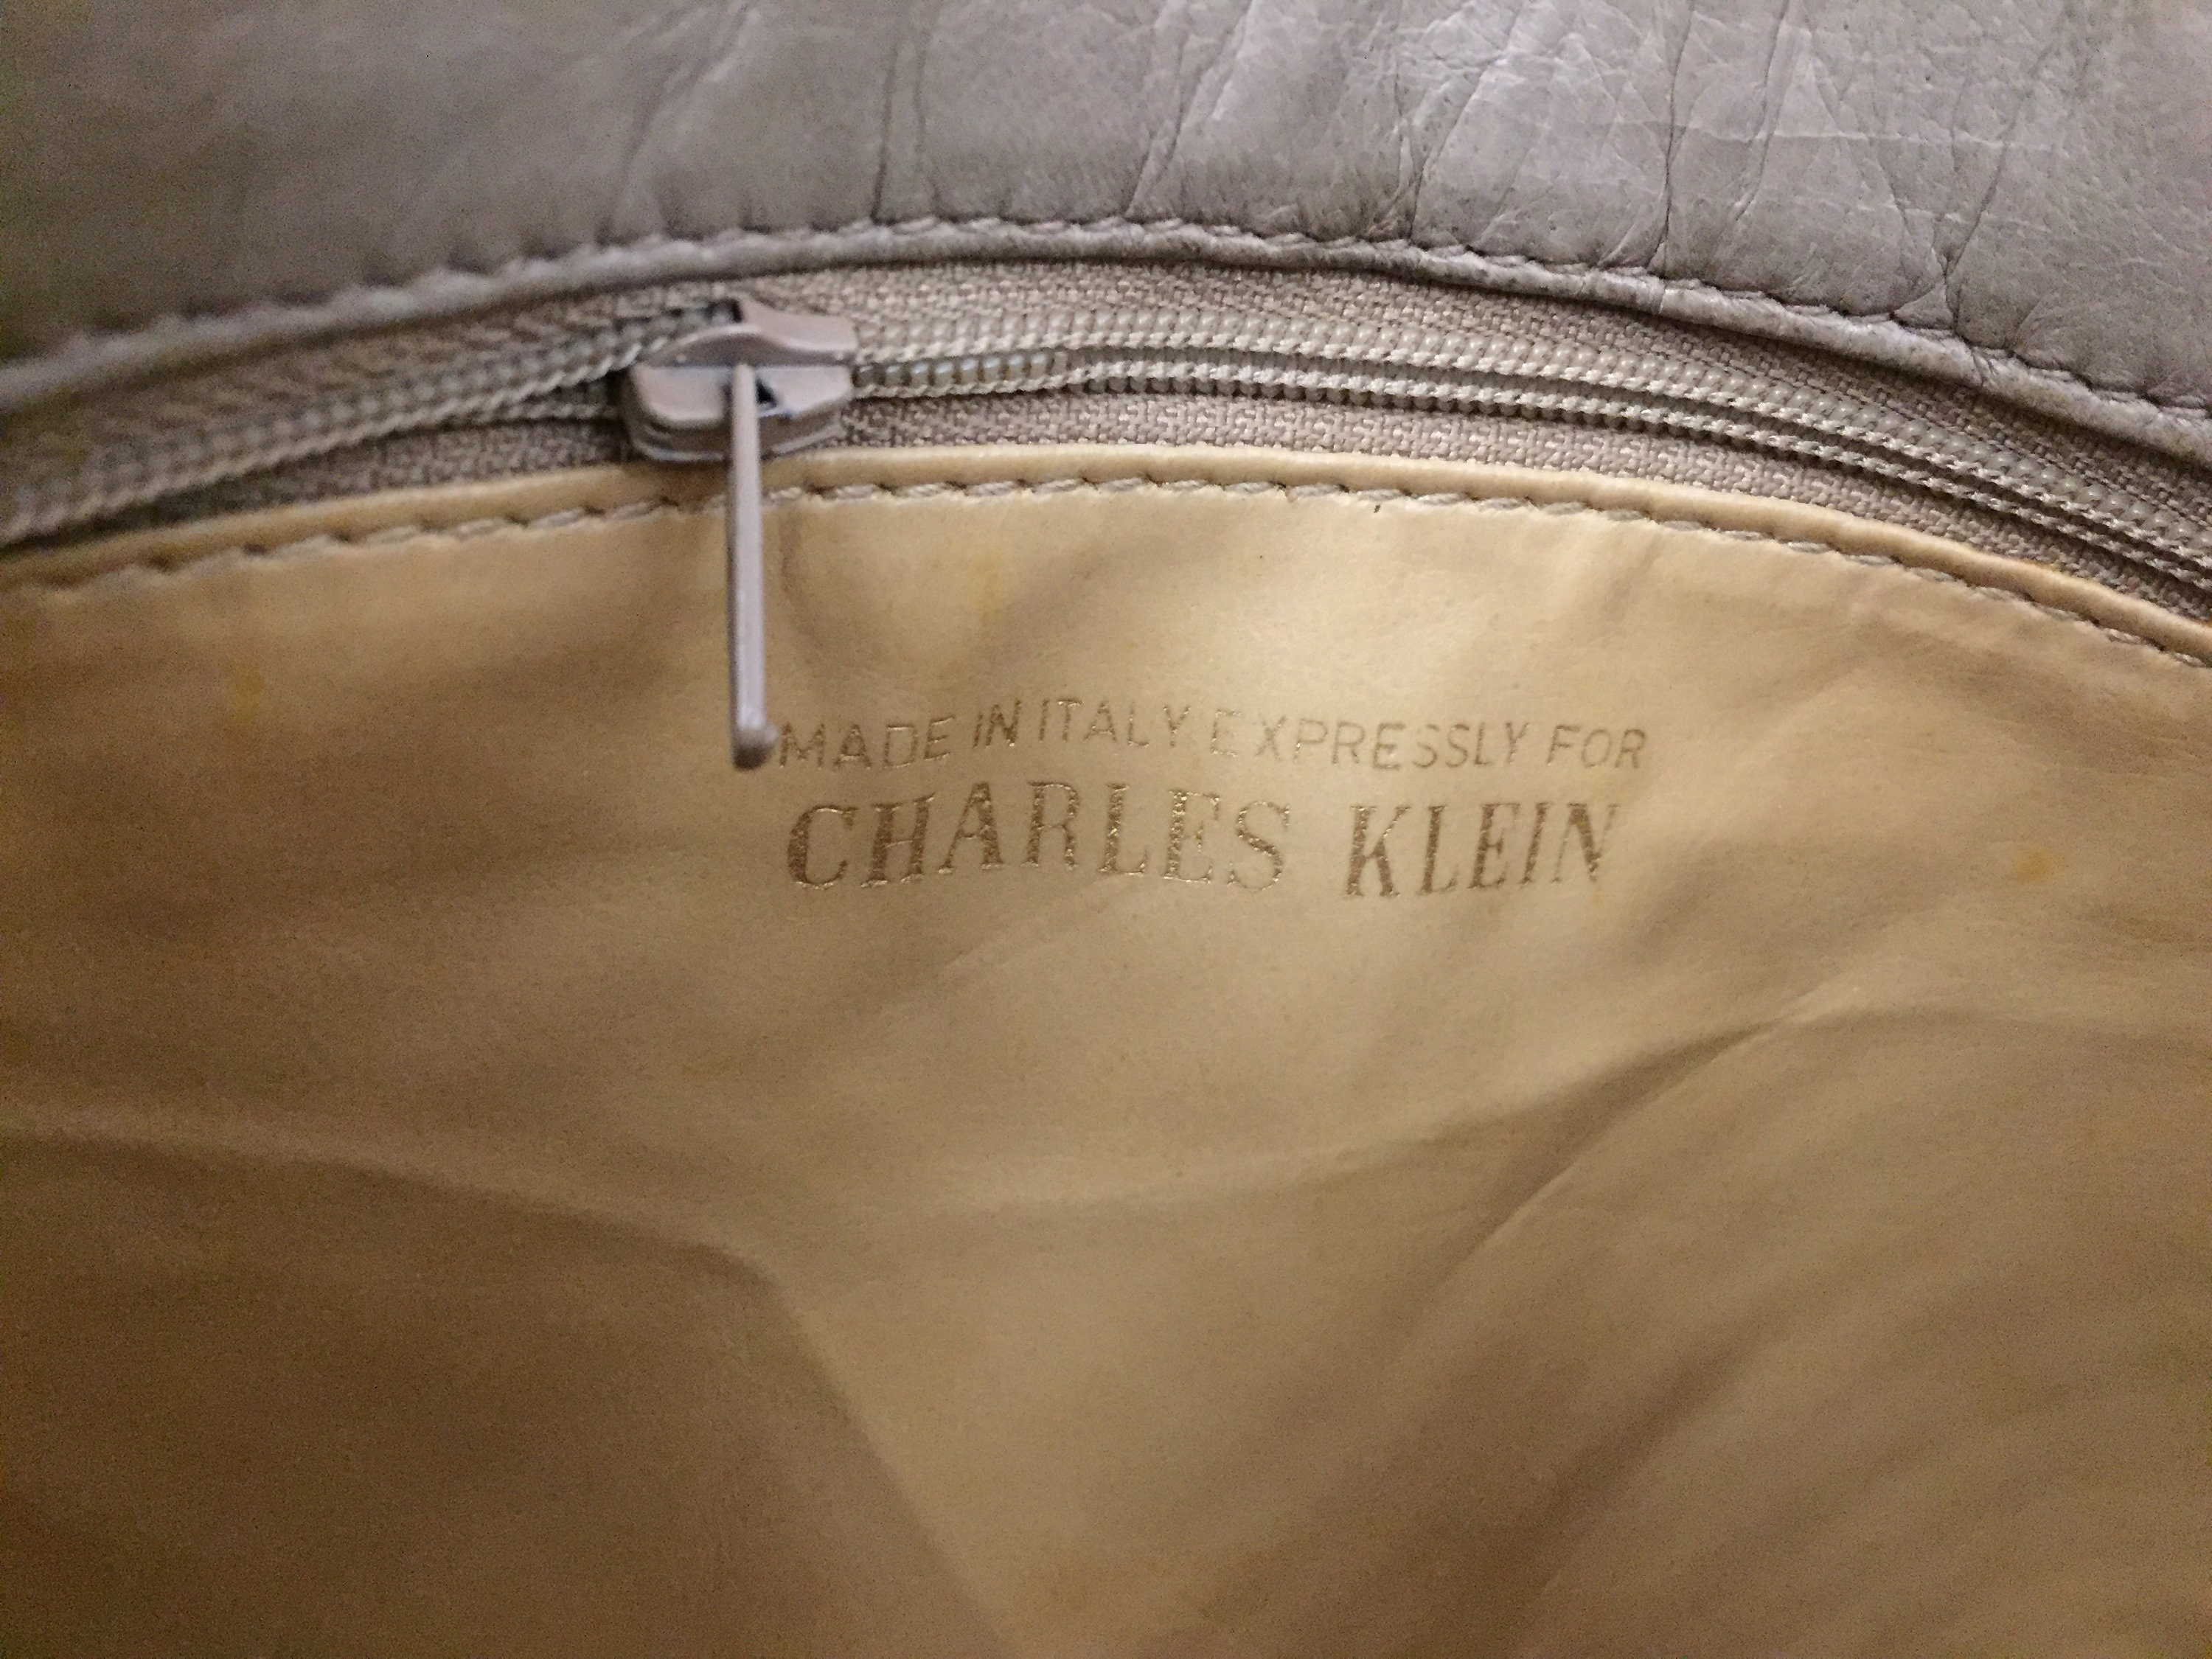 MADE IN ITALY EXPRESSLY FOR
CHARLES KLEIN